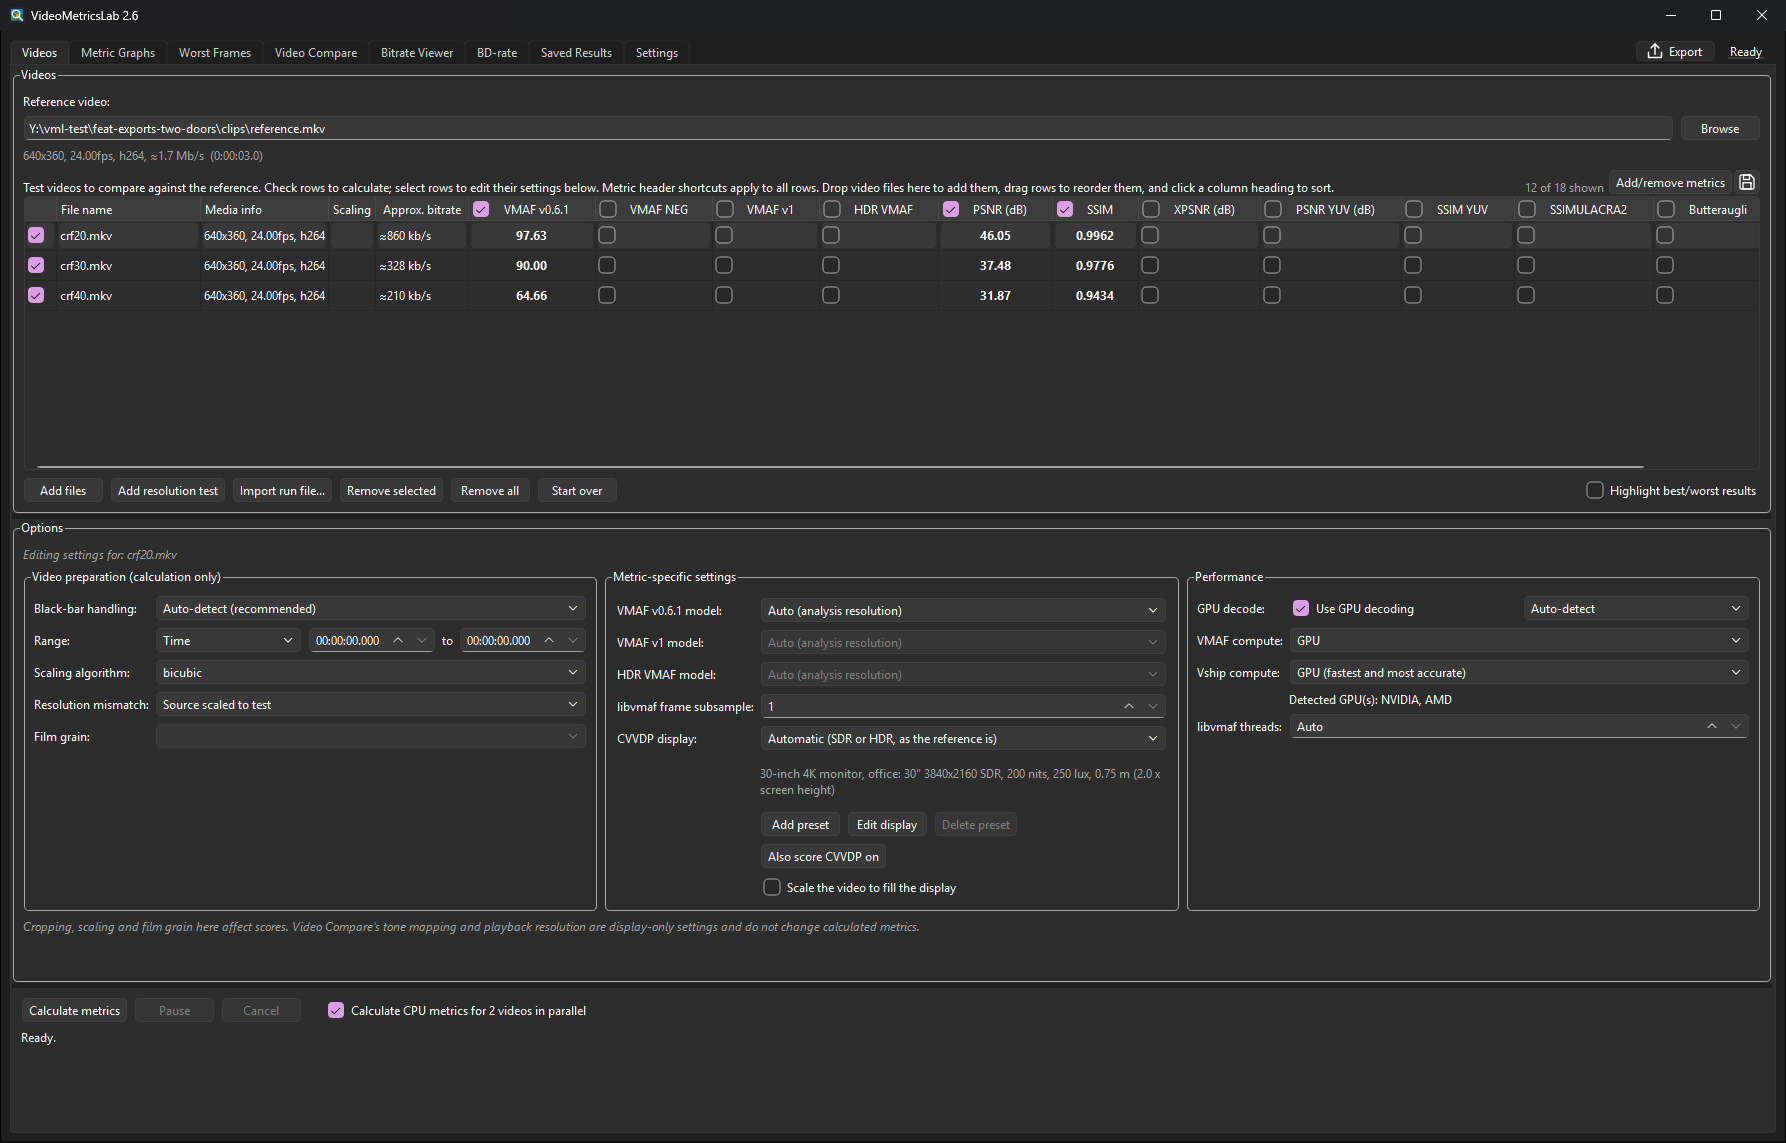 VideoMetricsLab 2.6
Videos Metric Graphs Worst Frames Video Compare Bitrate Viewer BD-rate Saved Results Settings Export Ready
Videos
Reference video:
Y:\vml-test\feat-exports-two-doors\clips\reference.mkv Browse
640x360, 24.00fps, h264, ≈1.7 Mb/s (0:00:03.0)
Test videos to compare against the reference. Check rows to calculate; select rows to edit their settings below. Metric header shortcuts apply to all rows. Drop video files here to add them, drag rows to reorder them, and click a column heading to sort. 12 of 18 shown Add/remove metrics
File name Media info Scaling Approx. bitrate VMAF v0.6.1 VMAF NEG VMAF v1 HDR VMAF PSNR (dB) SSIM XPSNR (dB) PSNR YUV (dB) SSIM YUV SSIMULACRA2 Butteraugli
crf20.mkv 640x360, 24.00fps, h264 ≈860 kb/s 97.63 46.05 0.9962
crf30.mkv 640x360, 24.00fps, h264 ≈328 kb/s 90.00 37.48 0.9776
crf40.mkv 640x360, 24.00fps, h264 ≈210 kb/s 64.66 31.87 0.9434
Add files Add resolution test Import run file... Remove selected Remove all Start over Highlight best/worst results
Options
Editing settings for: crf20.mkv
Video preparation (calculation only)
Black-bar handling: Auto-detect (recommended)
Range: Time 00:00:00.000 to 00:00:00.000
Scaling algorithm: bicubic
Resolution mismatch: Source scaled to test
Film grain:
Metric-specific settings
VMAF v0.6.1 model: Auto (analysis resolution)
VMAF v1 model: Auto (analysis resolution)
HDR VMAF model: Auto (analysis resolution)
libvmaf frame subsample: 1
CVVDP display: Automatic (SDR or HDR, as the reference is)
30-inch 4K monitor, office: 30" 3840x2160 SDR, 200 nits, 250 lux, 0.75 m (2.0 x
screen height)
Add preset Edit display Delete preset
Also score CVVDP on
Scale the video to fill the display
Performance
GPU decode: Use GPU decoding Auto-detect
VMAF compute: GPU
Vship compute: GPU (fastest and most accurate)
Detected GPU(s): NVIDIA, AMD
libvmaf threads: Auto
Cropping, scaling and film grain here affect scores. Video Compare's tone mapping and playback resolution are display-only settings and do not change calculated metrics.
Calculate metrics Pause Cancel Calculate CPU metrics for 2 videos in parallel
Ready.